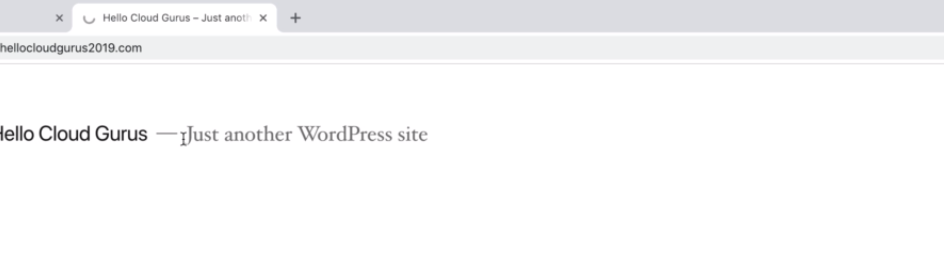 Hello Cloud Gurus – Just anoth
hellocloudgurus2019.com
Hello Cloud Gurus — Just another WordPress site